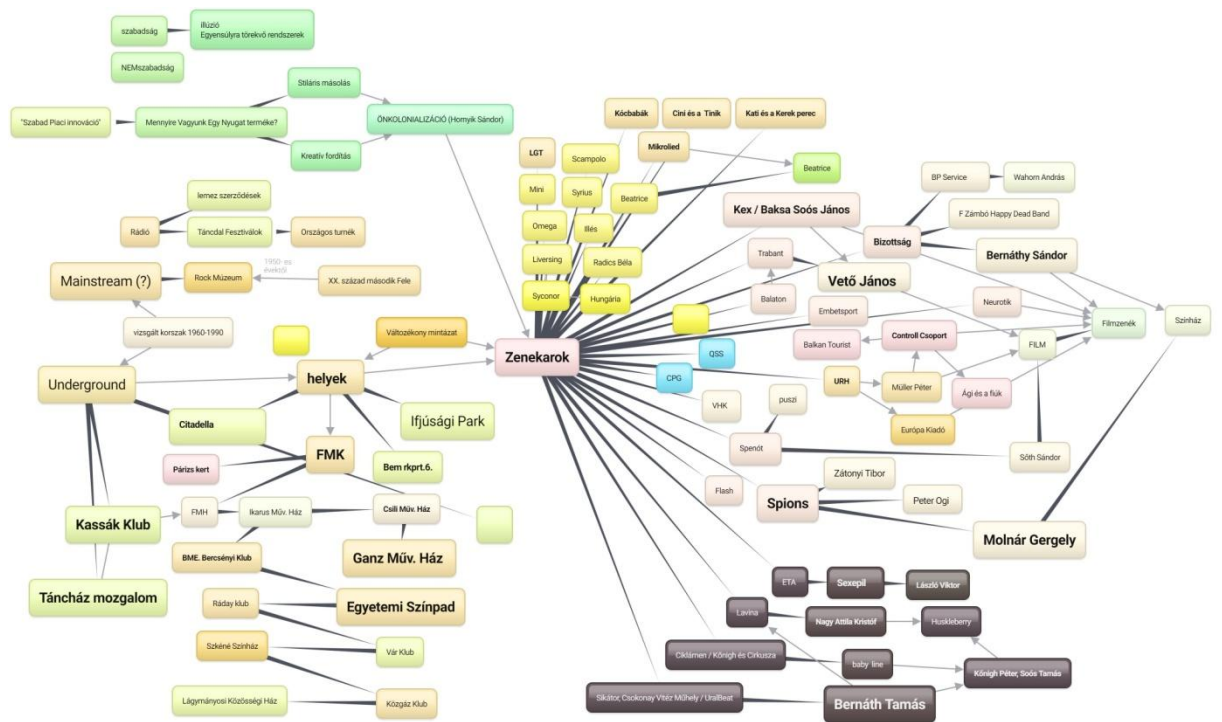 szabadság
illúzió
Egyensúlyra törekvő rendszerek
NEMszabadság
Stiláris másolás
"Szabad Piaci innováció"
Mennyire Vagyunk Egy Nyugat terméke?
ÖNKOLONIALIZÁCIÓ (Hornyik Sándor)
Kreatív fordítás
lemez szerződések
Rádió
Táncdal Fesztiválok
Országos turnék
Mainstream (?)
Rock Múzeum
1950- es
évektől
XX. század második Fele
vizsgált korszak 1960-1990
Változékony mintázat
Underground
helyek
Zenekarok
Citadella
Ifjúsági Park
FMK
Párizs kert
Bem rkprt.6.
Kassák Klub
FMH
Ikarus Műv. Ház
Csili Műv. Ház
BME. Bercsényi Klub
Ganz Műv. Ház
Táncház mozgalom
Ráday klub
Egyetemi Színpad
Szkéné Színház
Vár Klub
Lágymányosi Közösségi Ház
Közgáz Klub
Kócbabák
Cini és a Tinik
Kati és a Kerek perec
LGT
Scampolo
Mikrolied
Mini
Syrius
Beatrice
Beatrice
Omega
Illés
Liversing
Radics Béla
Syconor
Hungária
Kex / Baksa Soós János
BP Service
Wahorn András
F Zámbó Happy Dead Band
Bizottság
Bernáthy Sándor
Trabant
Vető János
Balaton
Embetsport
Neurotik
Filmzenék
Színház
Balkan Tourist
Controll Csoport
FILM
QSS
CPG
URH
Müller Péter
Ági és a fiúk
VHK
puszi
Európa Kiadó
Spenót
Sőth Sándor
Zátonyi Tibor
Flash
Spions
Peter Ogi
Molnár Gergely
ETA
Sexepil
László Viktor
Lavina
Nagy Attila Kristóf
Huskleberry
Ciklámen / Kőnigh és Cirkusza
baby line
Kőnigh Péter, Soós Tamás
Sikátor, Csokonay Vitéz Műhely / UralBeat
Bernáth Tamás